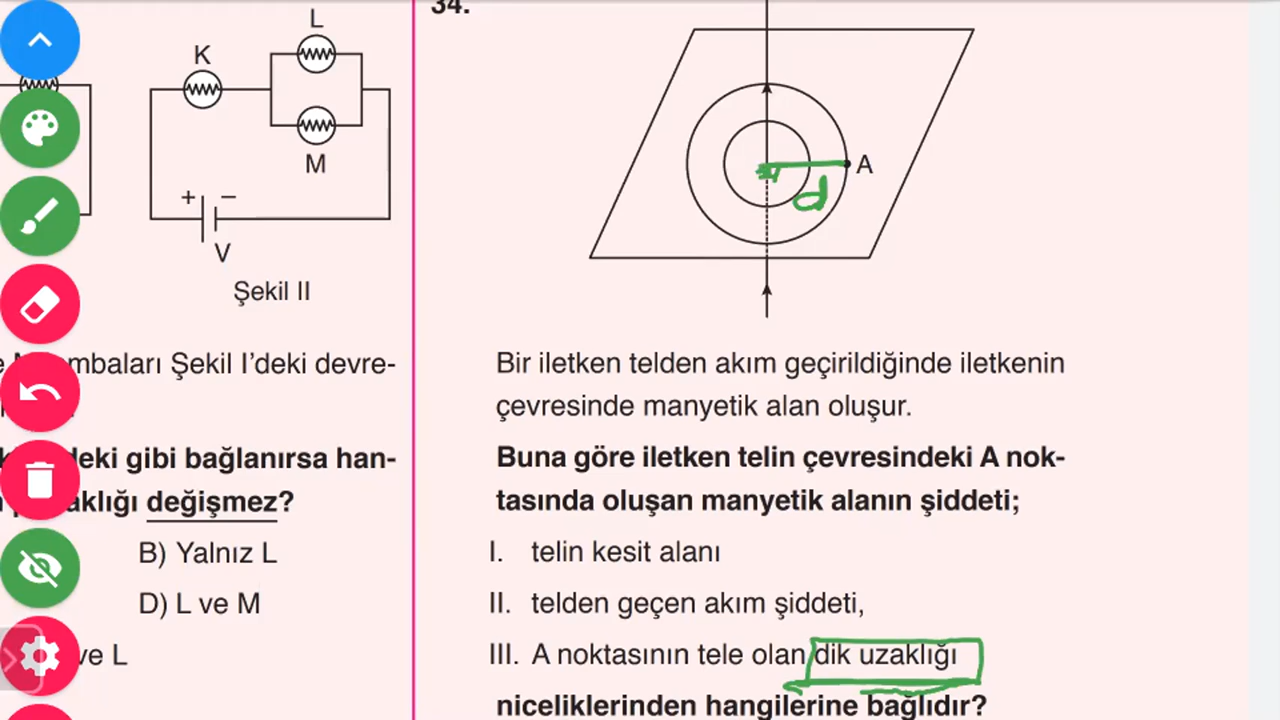 L
K
M
+ −
V
Şekil II
mbaları Şekil I'deki devre-
deki gibi bağlanırsa han-
aklığı değişmez?
B) Yalnız L
D) L ve M
ve L
34.
A
d
Bir iletken telden akım geçirildiğinde iletkenin
çevresinde manyetik alan oluşur.
Buna göre iletken telin çevresindeki A nok-
tasında oluşan manyetik alanın şiddeti;
I. telin kesit alanı
II. telden geçen akım şiddeti,
III. A noktasının tele olan dik uzaklığı
niceliklerinden hangilerine bağlıdır?